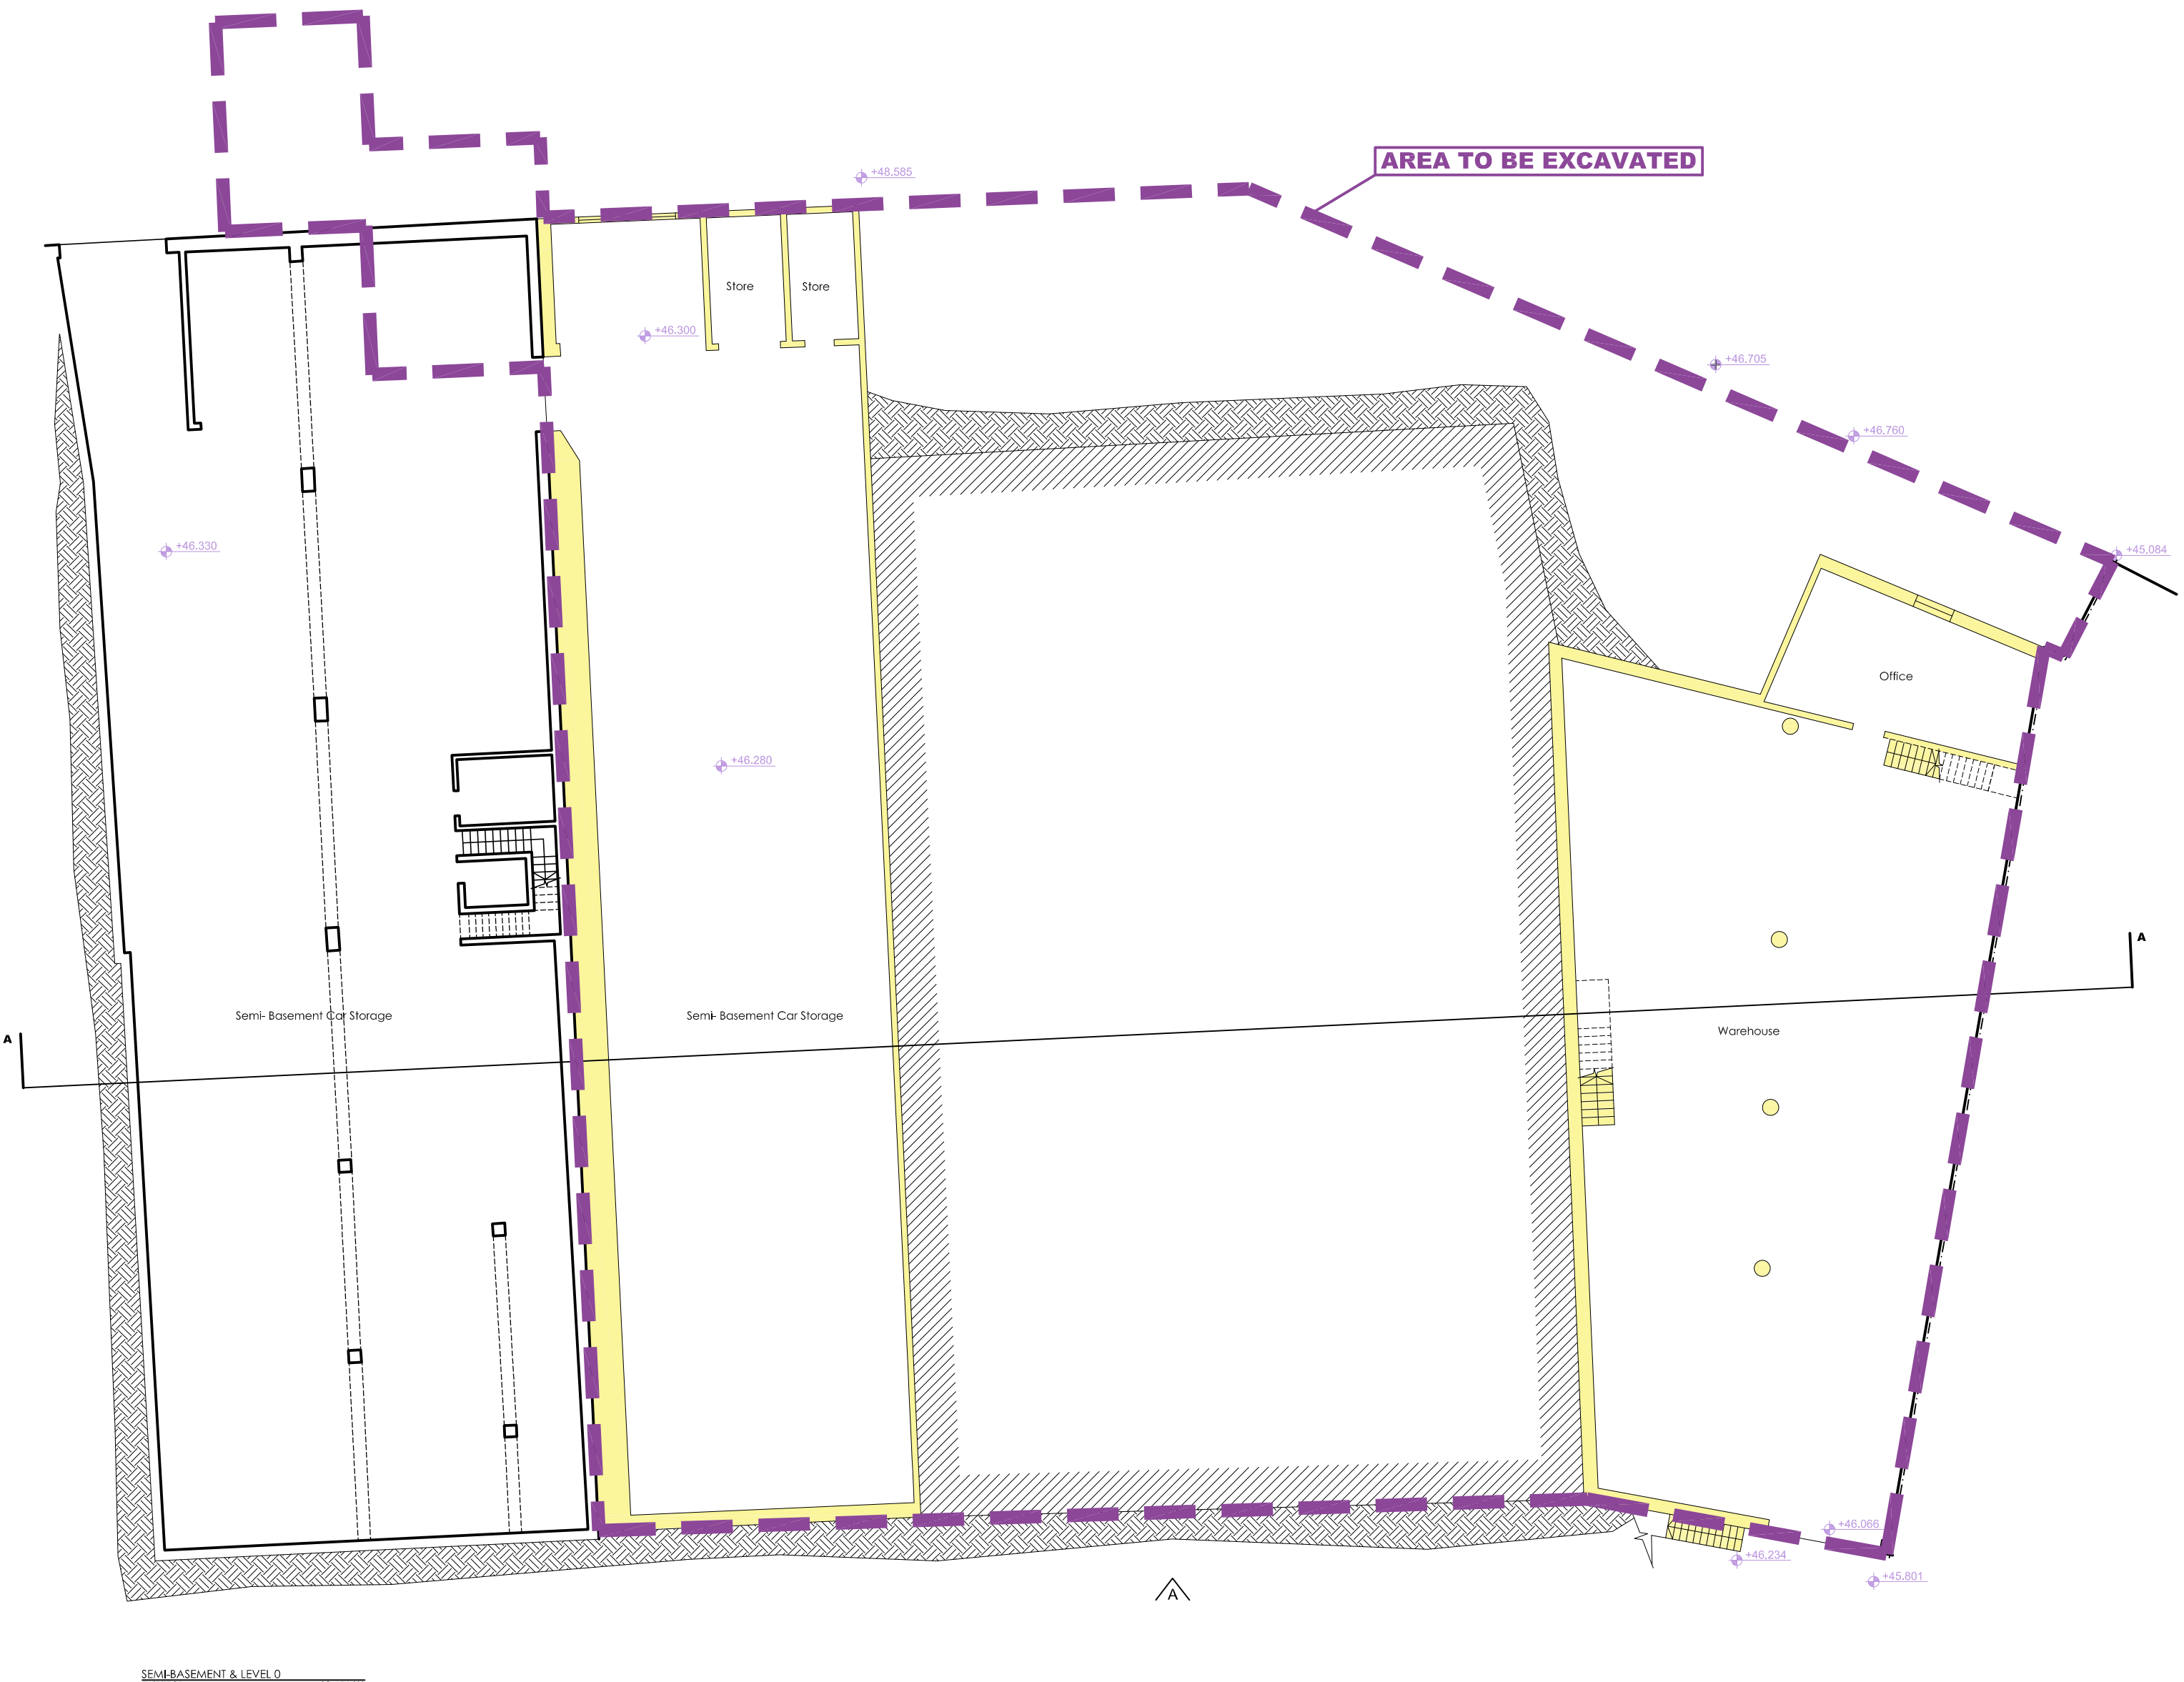 AREA TO BE EXCAVATED
+48.585
Store
Store
+46.300
+46.705
+46.760
+46.330
+45.084
Office
+46.280
A
Semi- Basement Car Storage
Semi- Basement Car Storage
Warehouse
A
+46.066
+46.234
+45.801
A
SEMI-BASEMENT & LEVEL 0